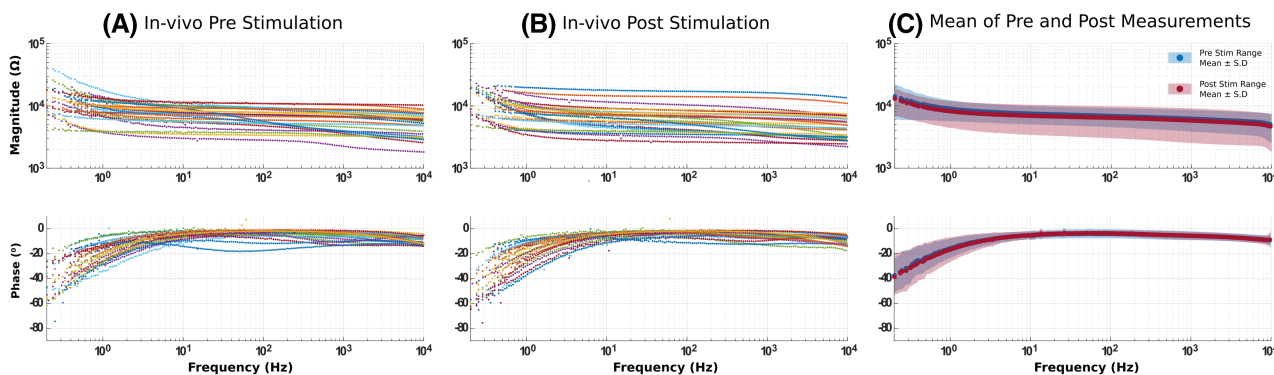 (A) In-vivo Pre Stimulation
(B) In-vivo Post Stimulation
(C) Mean of Pre and Post Measurements
Magnitude (Ω)
10⁵
10⁴
10³
10⁰ 10¹ 10² 10³ 10⁴
10⁵
10⁴
10³
10⁰ 10¹ 10² 10³ 10⁴
10⁵
10⁴
10³
10⁰ 10¹ 10² 10³ 10
Pre Stim Range
Mean ± S.D
Post Stim Range
Mean ± S.D
Phase (º)
0
-20
-40
-60
-80
10⁰ 10¹ 10² 10³ 10⁴
Frequency (Hz)
0
-20
-40
-60
-80
10⁰ 10¹ 10² 10³ 10⁴
Frequency (Hz)
0
-20
-40
-60
-80
10⁰ 10¹ 10² 10³ 10
Frequency (Hz)